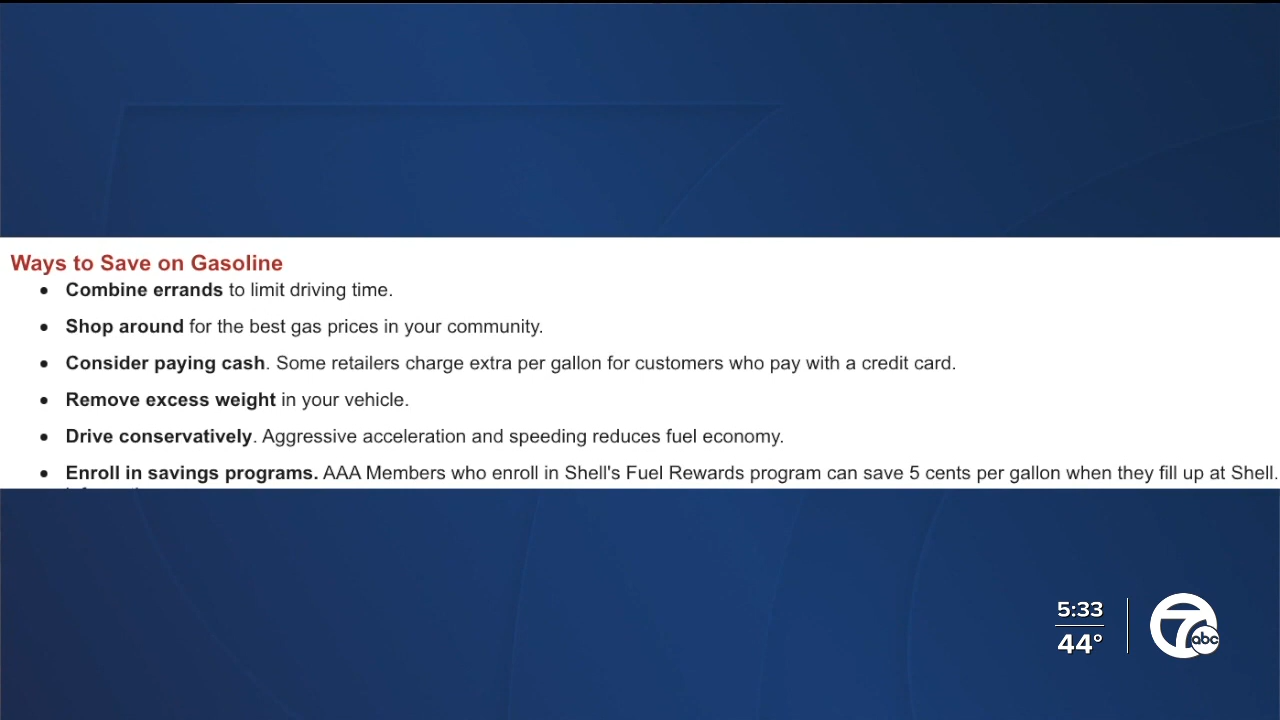 Ways to Save on Gasoline
• Combine errands to limit driving time.
• Shop around for the best gas prices in your community.
• Consider paying cash. Some retailers charge extra per gallon for customers who pay with a credit card.
• Remove excess weight in your vehicle.
• Drive conservatively. Aggressive acceleration and speeding reduces fuel economy.
• Enroll in savings programs. AAA Members who enroll in Shell's Fuel Rewards program can save 5 cents per gallon when they fill up at Shell.
5:33
44°
7 abc